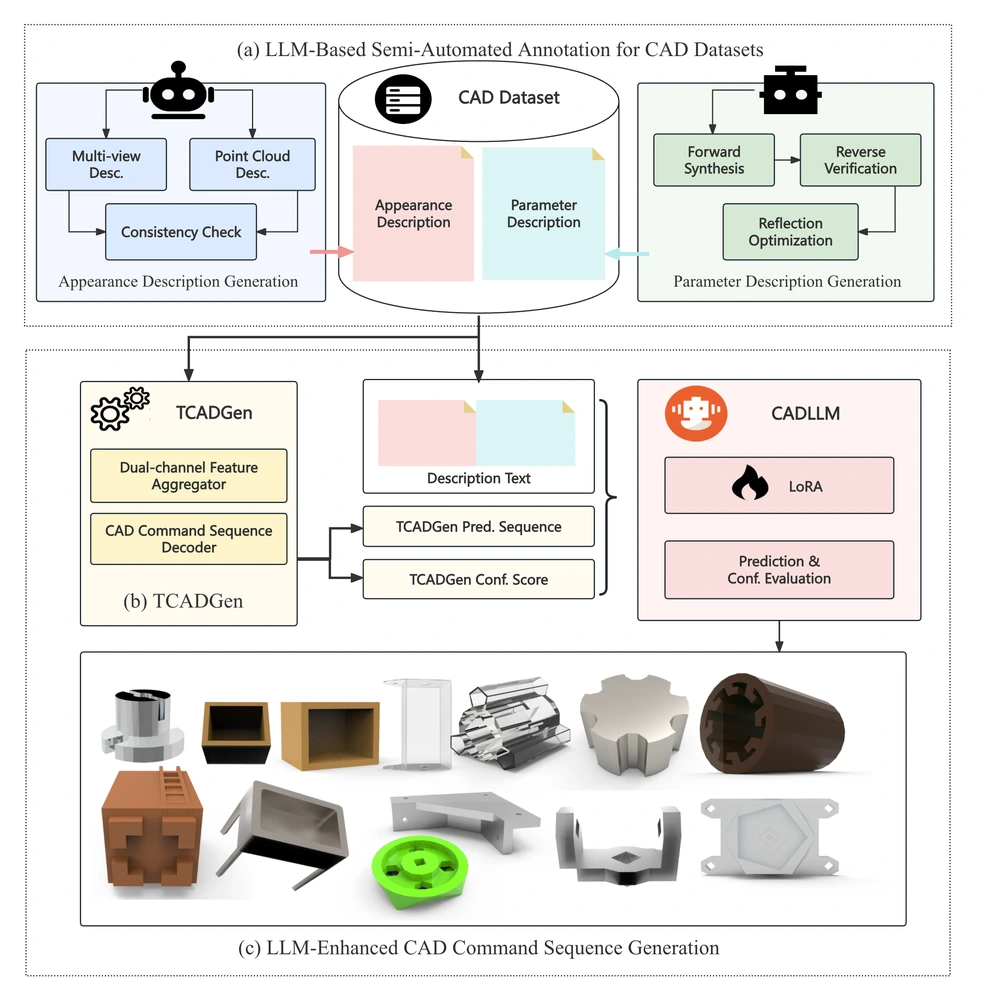 (a) LLM-Based Semi-Automated Annotation for CAD Datasets
Multi-view
Desc.
Point Cloud
Desc.
Consistency Check
Appearance Description Generation
CAD Dataset
Appearance
Description
Parameter
Description
Forward
Synthesis
Reverse
Verification
Reflection
Optimization
Parameter Description Generation
TCADGen
Dual-channel Feature
Aggregator
CAD Command Sequence
Decoder
(b) TCADGen
Description Text
TCADGen Pred. Sequence
TCADGen Conf. Score
CADLLM
LoRA
Prediction &
Conf. Evaluation
(c) LLM-Enhanced CAD Command Sequence Generation